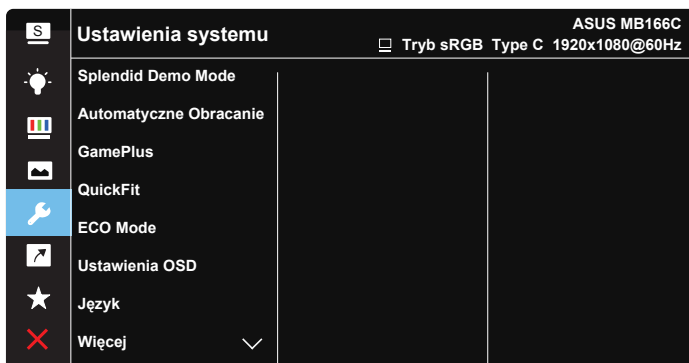 S
Ustawienia systemu
ASUS MB166C
Tryb sRGB Type C 1920x1080@60Hz
Splendid Demo Mode
Automatyczne Obracanie
GamePlus
QuickFit
ECO Mode
Ustawienia OSD
Język
Więcej